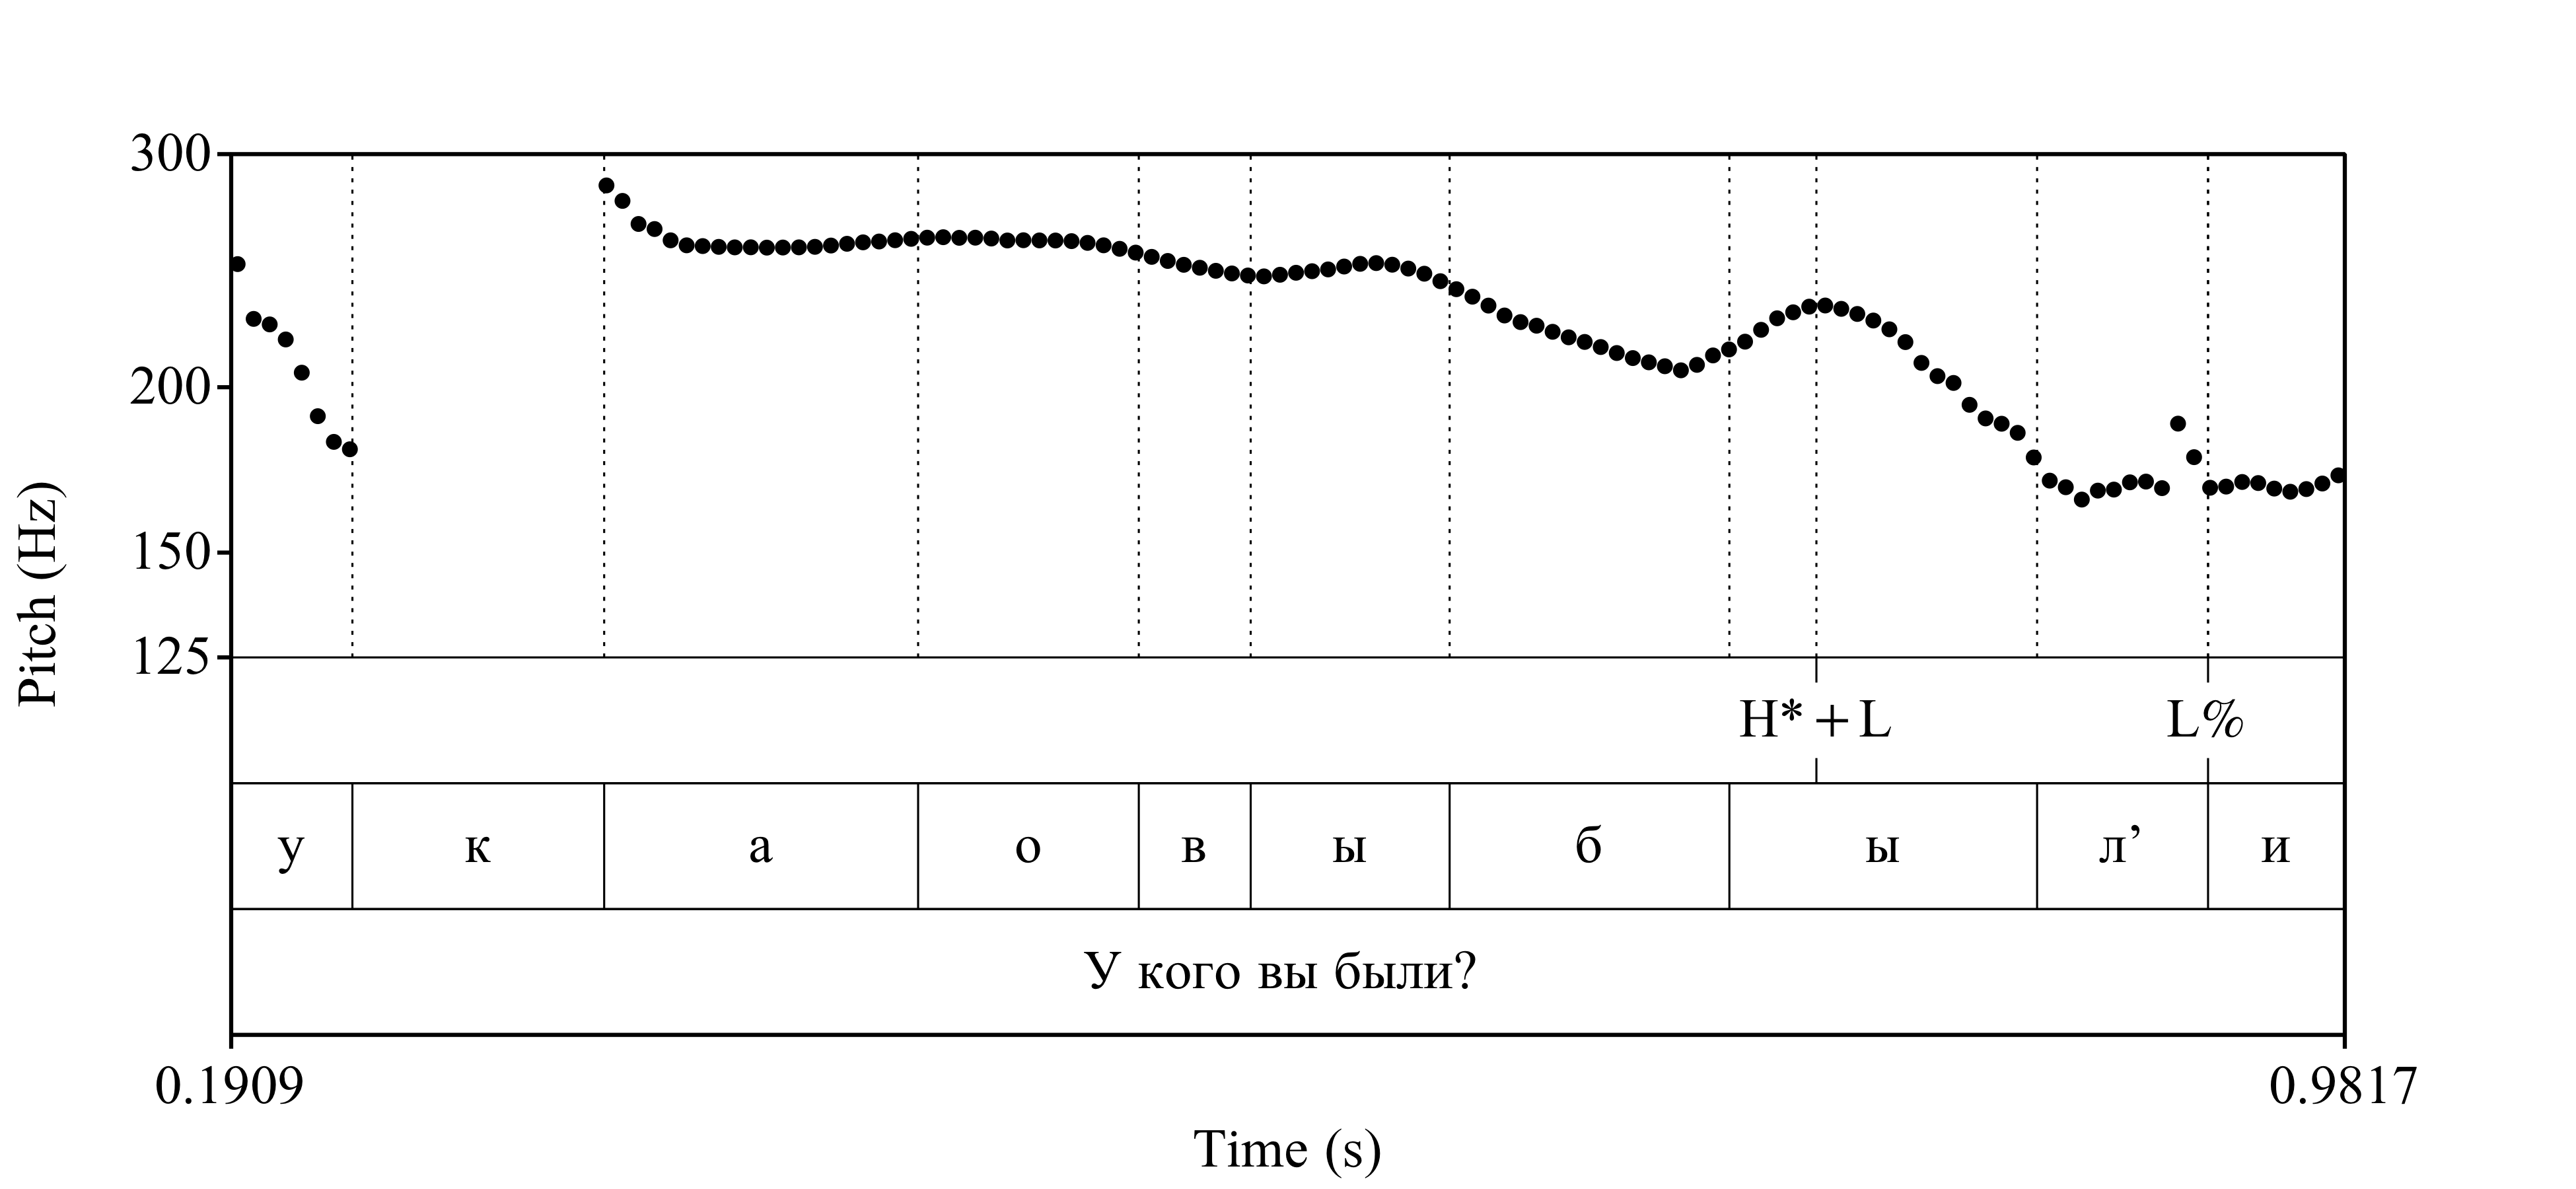 300
200
150
125
Pitch (Hz)
H* + L L%
у к а о в ы б ы л’ и
У кого вы были?
0.1909 0.9817
Time (s)